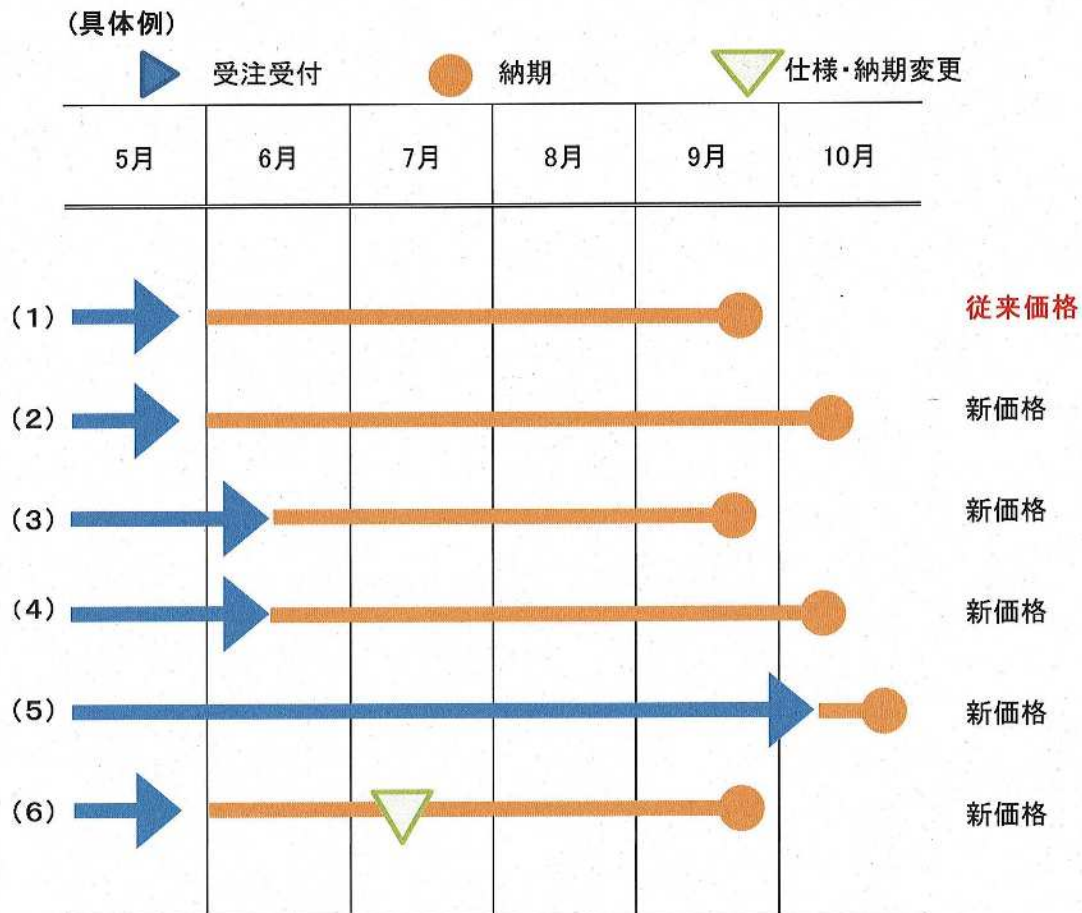 (具体例)
受注受付 納期 仕様・納期変更
5月 6月 7月 8月 9月 10月
(1) 従来価格
(2) 新価格
(3) 新価格
(4) 新価格
(5) 新価格
(6) 新価格